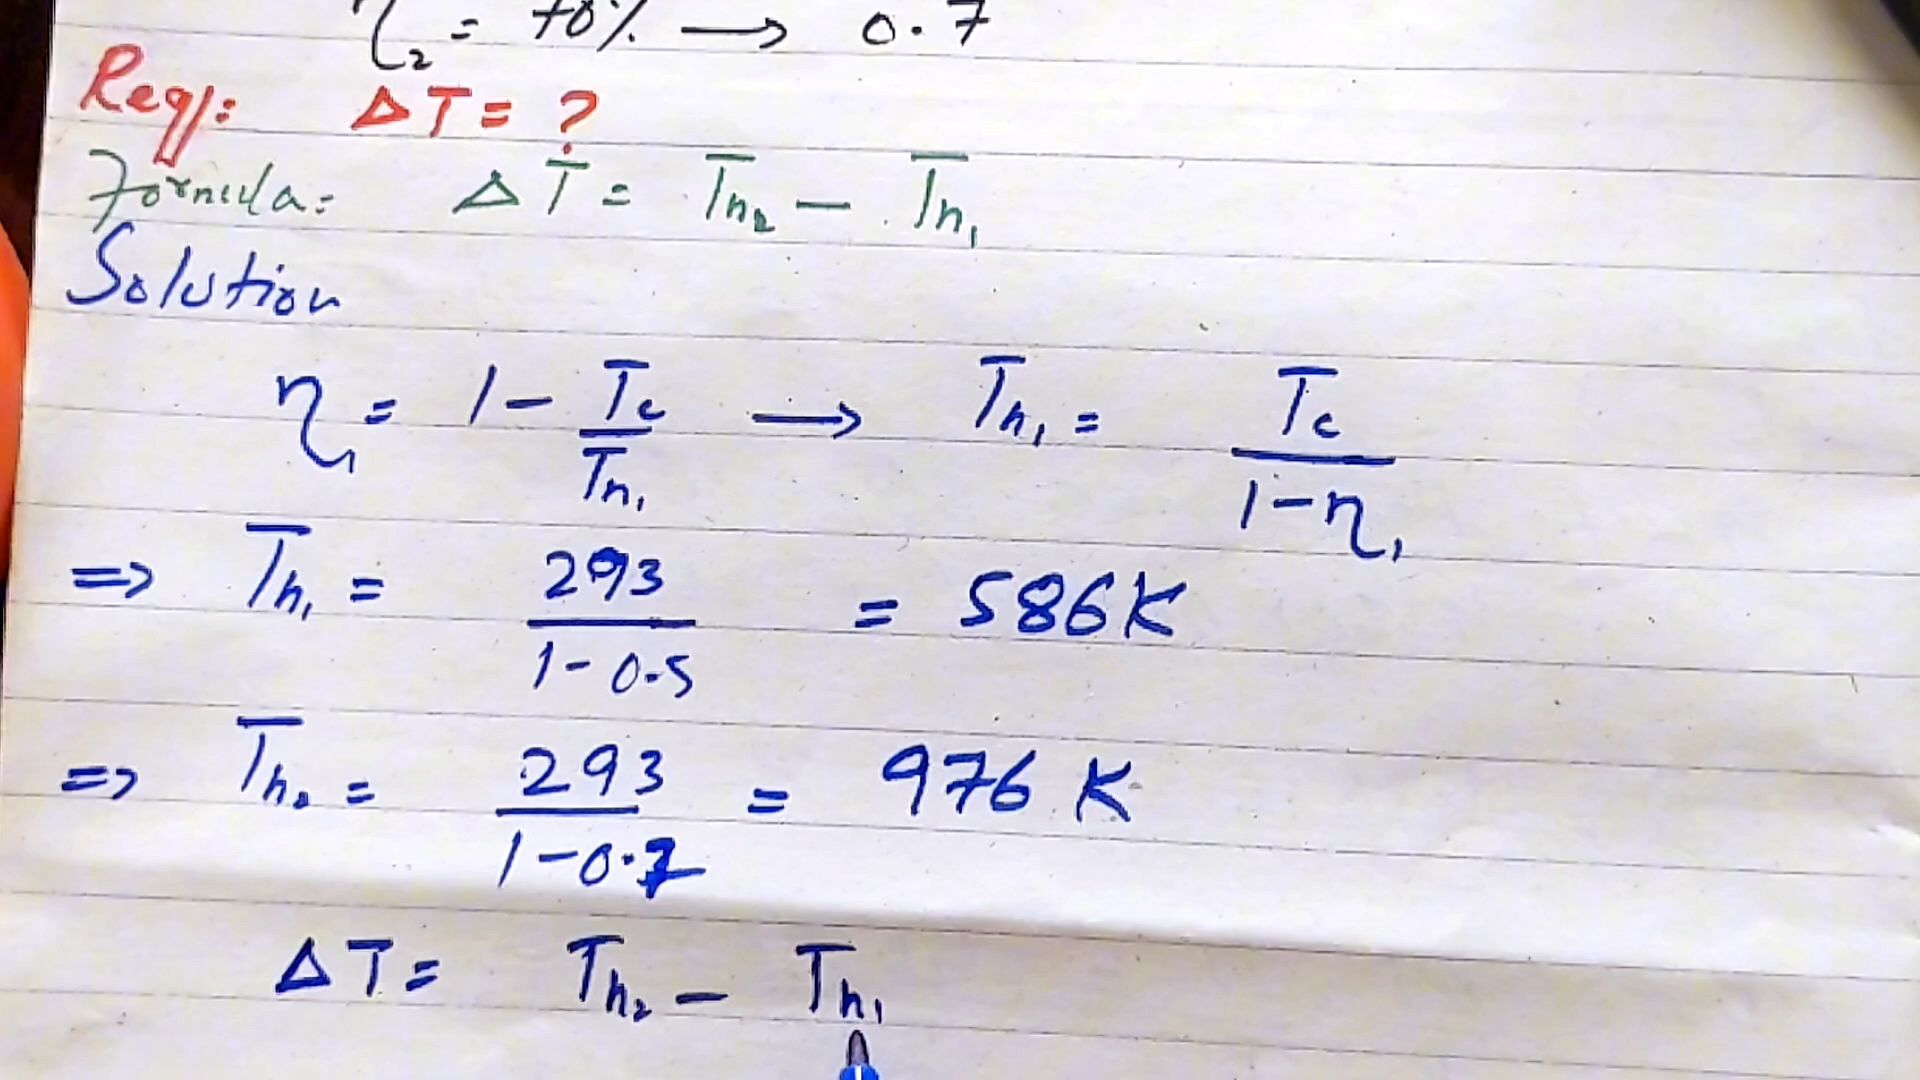 η₂ = 70% → 0.7
Req/: ΔT = ?
Formula: ΔT = Th₂ - Th₁
Solution
η₁ = 1 - Tc/Th₁ → Th₁ = Tc/(1-η₁)
=> Th₁ = 293/(1-0.5) = 586K
=> Th₂ = 293/(1-0.7) = 976 K
ΔT = Th₂ - Th₁